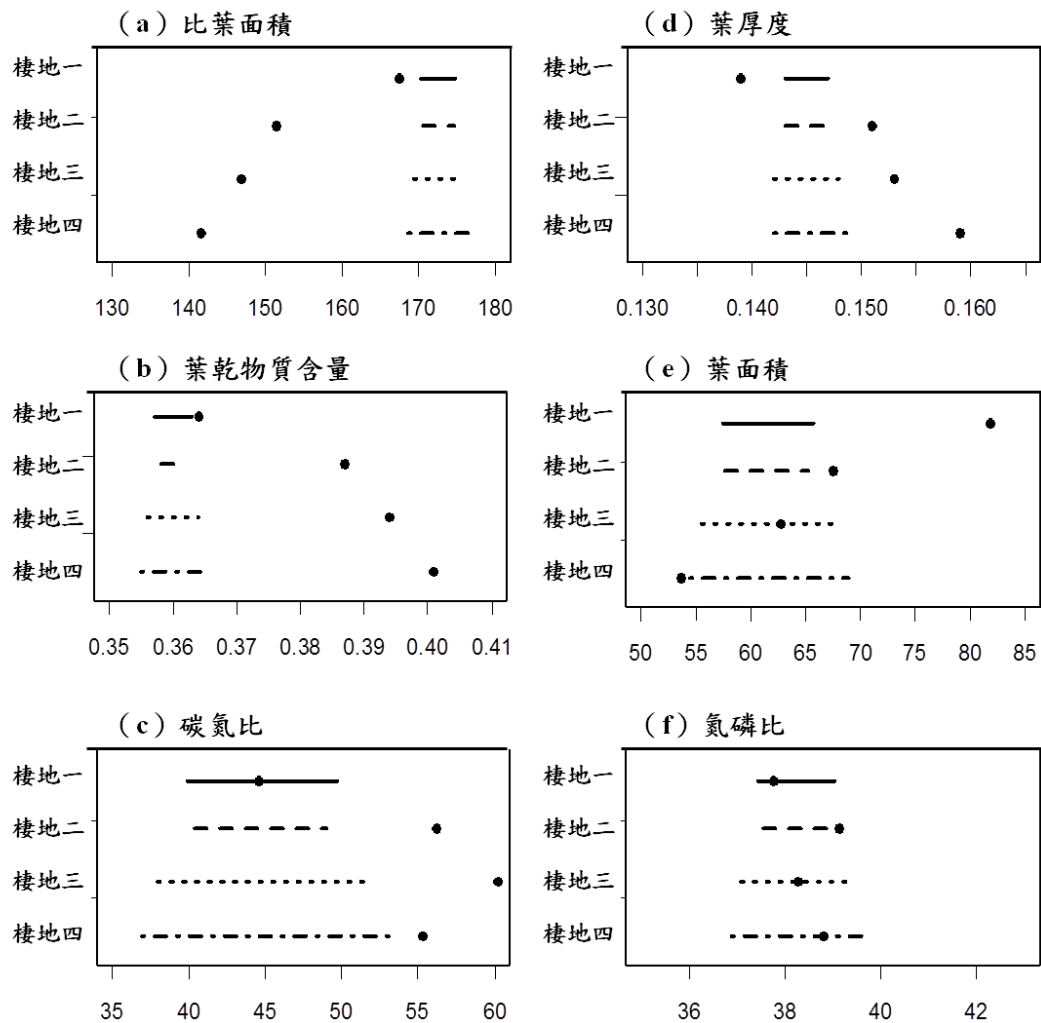 （a）比葉面積
棲地一
棲地二
棲地三
棲地四
130 140 150 160 170 180
（d）葉厚度
棲地一
棲地二
棲地三
棲地四
0.130 0.140 0.150 0.160
（b）葉乾物質含量
棲地一
棲地二
棲地三
棲地四
0.35 0.36 0.37 0.38 0.39 0.40 0.41
（e）葉面積
棲地一
棲地二
棲地三
棲地四
50 55 60 65 70 75 80 85
（c）碳氮比
棲地一
棲地二
棲地三
棲地四
35 40 45 50 55 60
（f）氮磷比
棲地一
棲地二
棲地三
棲地四
36 38 40 42